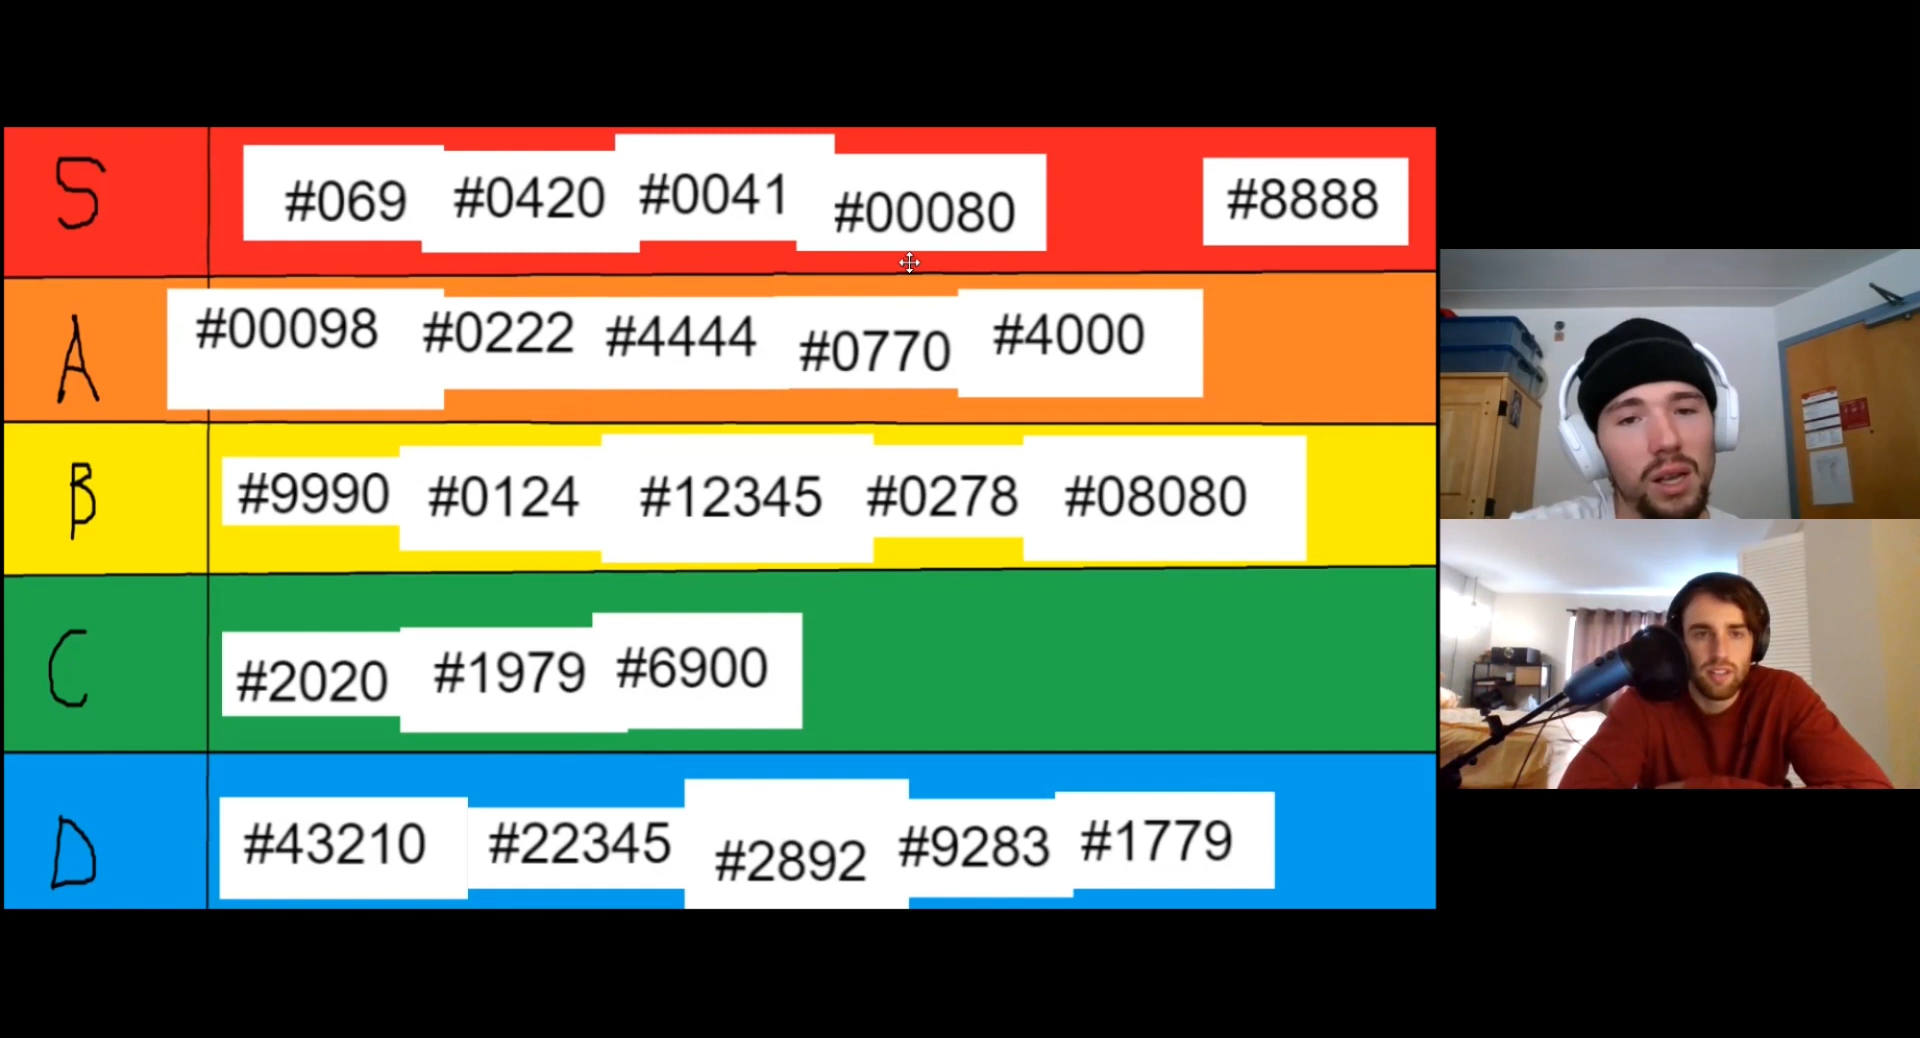 S #069 #0420 #0041 #00080 #8888
A #00098 #0222 #4444 #0770 #4000
B #9990 #0124 #12345 #0278 #08080
C #2020 #1979 #6900
D #43210 #22345 #2892 #9283 #1779